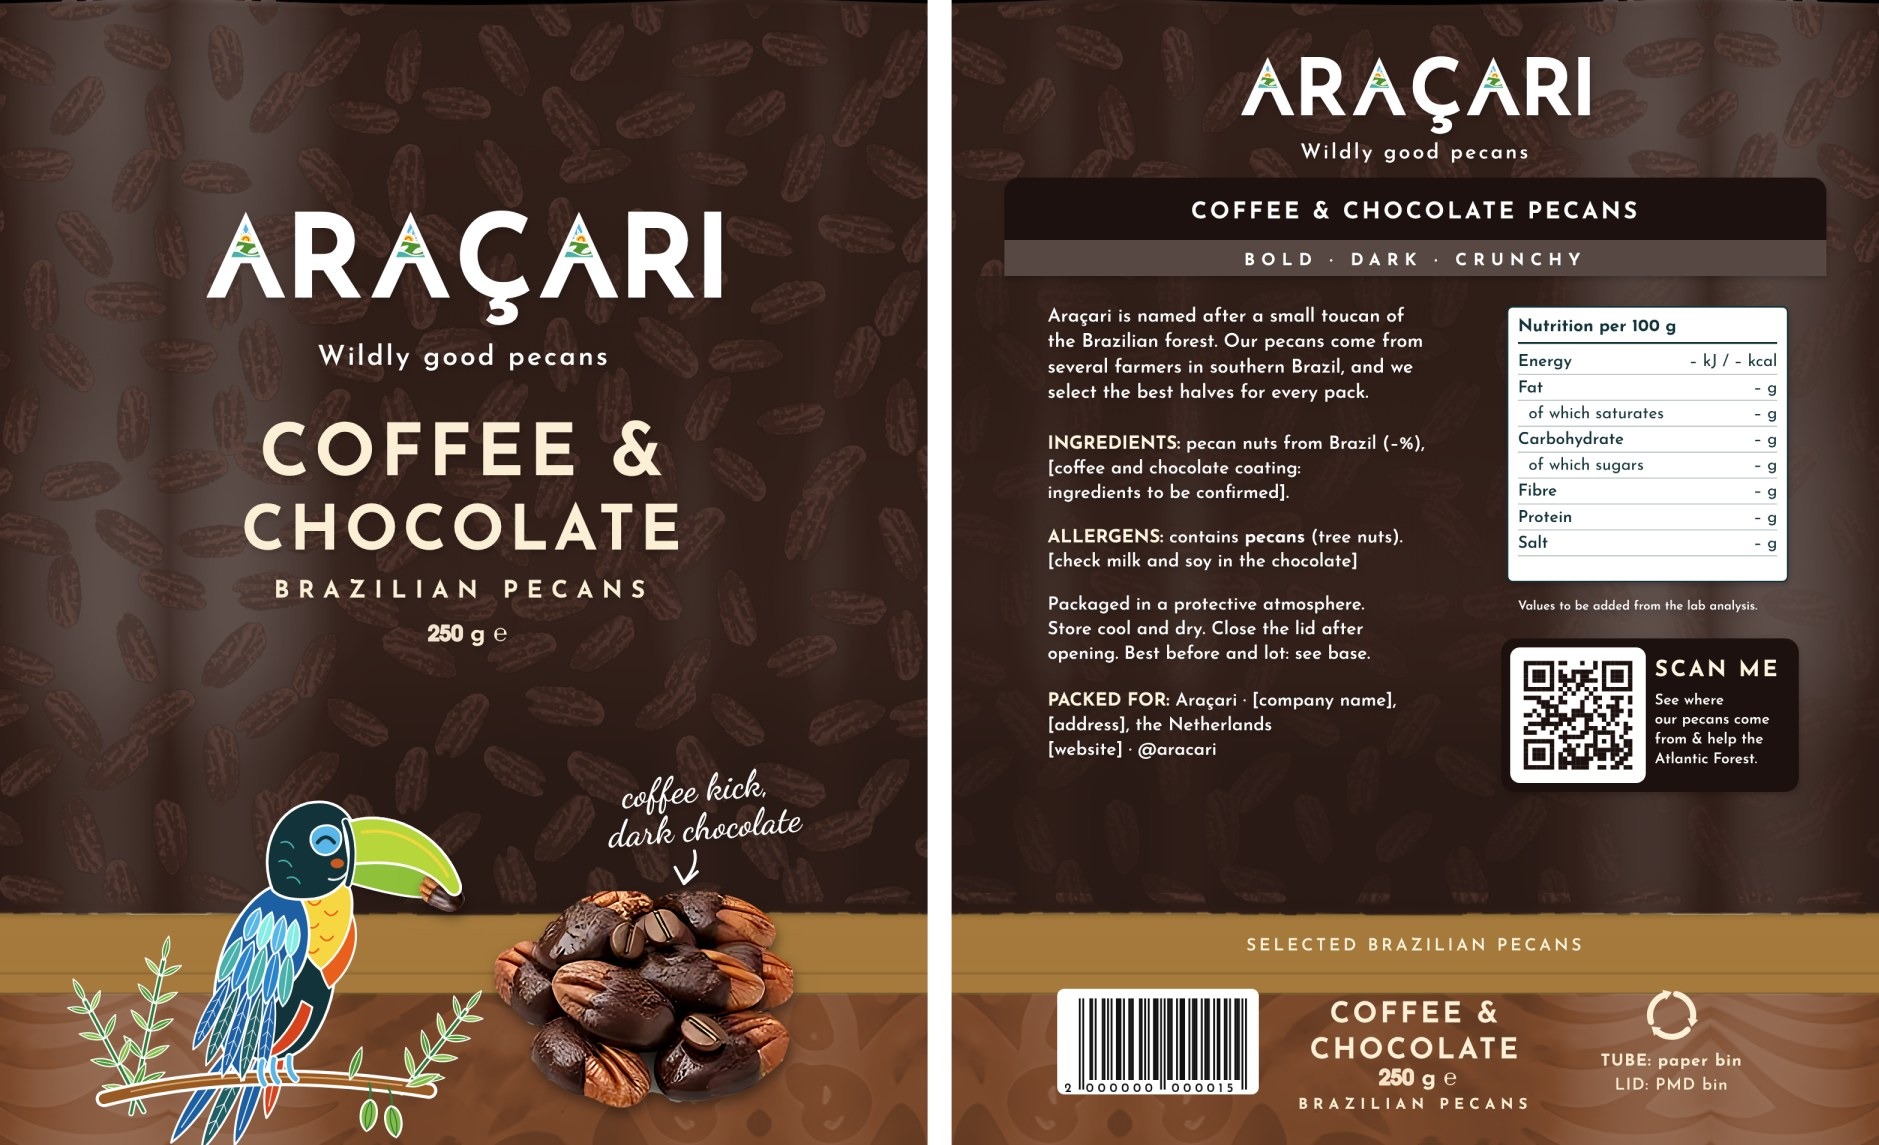 ARAÇARI
Wildly good pecans
COFFEE &
CHOCOLATE
BRAZILIAN PECANS
250 g ℮
coffee kick,
dark chocolate
ARAÇARI
Wildly good pecans
COFFEE & CHOCOLATE PECANS
BOLD · DARK · CRUNCHY
Araçari is named after a small toucan of
the Brazilian forest. Our pecans come from
several farmers in southern Brazil, and we
select the best halves for every pack.
INGREDIENTS: pecan nuts from Brazil (–%),
[coffee and chocolate coating:
ingredients to be confirmed].
ALLERGENS: contains pecans (tree nuts).
[check milk and soy in the chocolate]
Packaged in a protective atmosphere.
Store cool and dry. Close the lid after
opening. Best before and lot: see base.
PACKED FOR: Araçari · [company name],
[address], the Netherlands
[website] · @aracari
Nutrition per 100 g
Energy – kJ / – kcal
Fat – g
of which saturates – g
Carbohydrate – g
of which sugars – g
Fibre – g
Protein – g
Salt – g
Values to be added from the lab analysis.
SCAN ME
See where
our pecans come
from & help the
Atlantic Forest.
SELECTED BRAZILIAN PECANS
2 000000 000015
COFFEE &
CHOCOLATE
250 g ℮
BRAZILIAN PECANS
TUBE: paper bin
LID: PMD bin